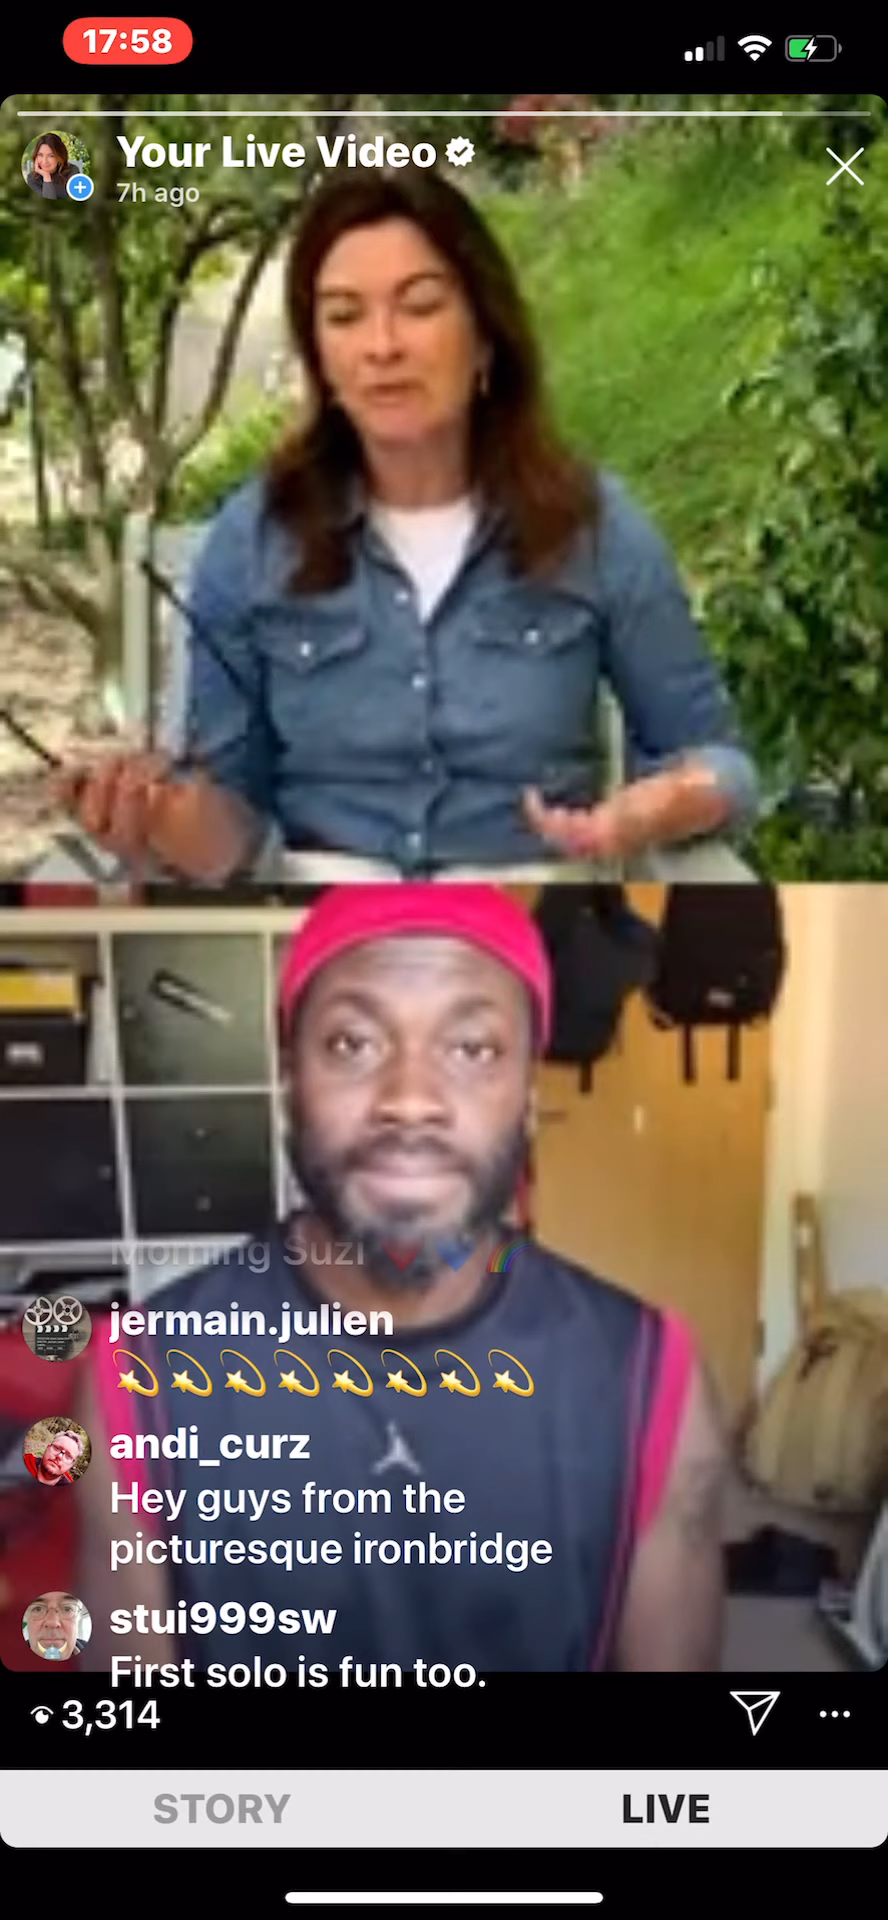 17:58
Your Live Video
7h ago
Morning Suzi ❤️ 💙 🌈
jermain.julien
💫💫💫💫💫💫💫💫
andi_curz
Hey guys from the
picturesque ironbridge
stui999sw
First solo is fun too.
3,314
STORY
LIVE